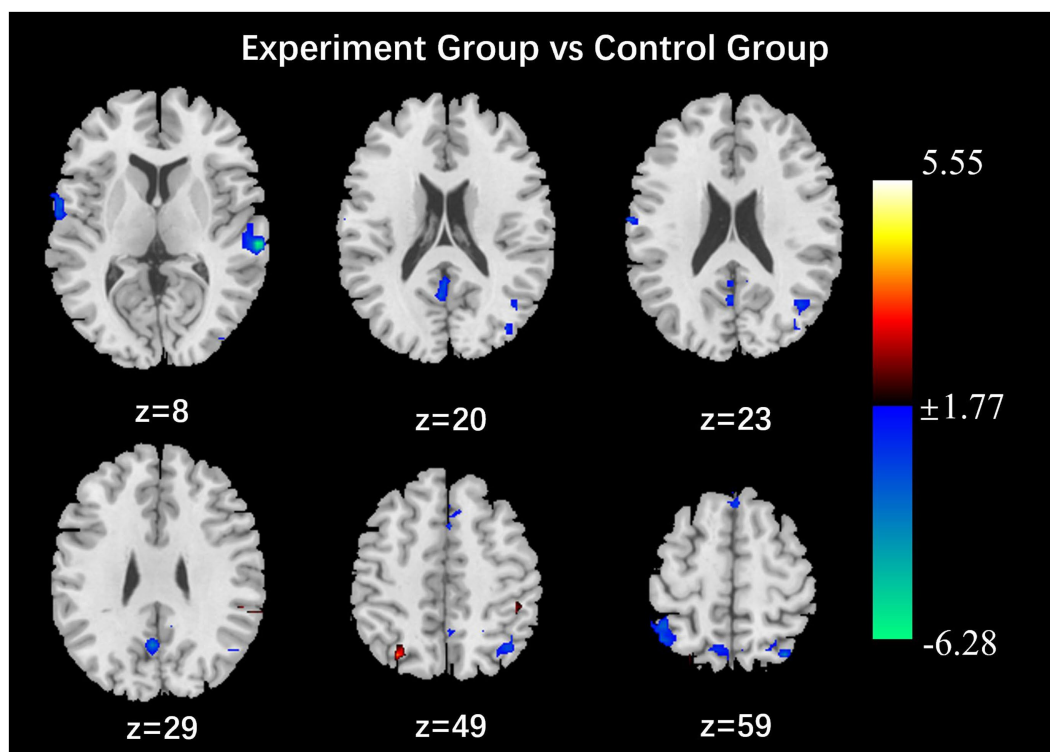 Experiment Group vs Control Group
5.55
z=8
z=20
z=23
±1.77
z=29
z=49
z=59
-6.28